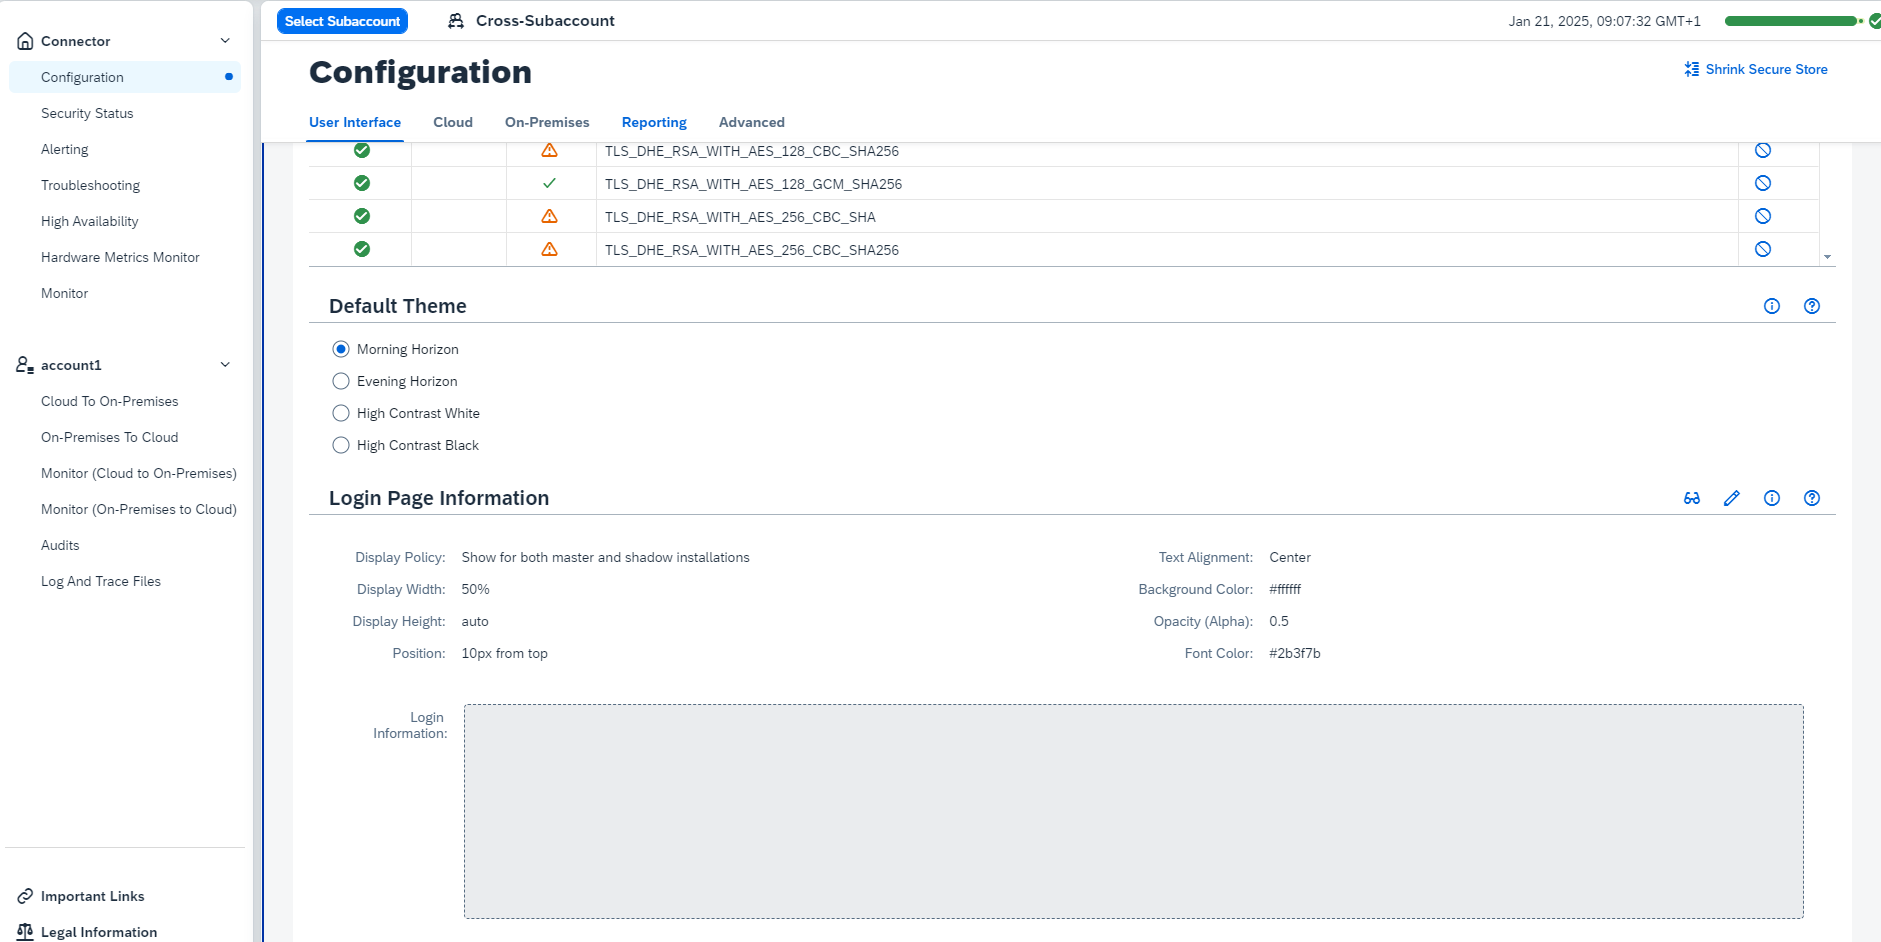 Select Subaccount
Cross-Subaccount
Jan 21, 2025, 09:07:32 GMT+1
Connector
Configuration
Security Status
Alerting
Troubleshooting
High Availability
Hardware Metrics Monitor
Monitor
account1
Cloud To On-Premises
On-Premises To Cloud
Monitor (Cloud to On-Premises)
Monitor (On-Premises to Cloud)
Audits
Log And Trace Files
Important Links
Legal Information
Configuration
Shrink Secure Store
User Interface Cloud On-Premises Reporting Advanced
TLS_DHE_RSA_WITH_AES_128_CBC_SHA256
TLS_DHE_RSA_WITH_AES_128_GCM_SHA256
TLS_DHE_RSA_WITH_AES_256_CBC_SHA
TLS_DHE_RSA_WITH_AES_256_CBC_SHA256
Default Theme
Morning Horizon
Evening Horizon
High Contrast White
High Contrast Black
Login Page Information
Display Policy: Show for both master and shadow installations
Display Width: 50%
Display Height: auto
Position: 10px from top
Text Alignment: Center
Background Color: #ffffff
Opacity (Alpha): 0.5
Font Color: #2b3f7b
Login
Information: